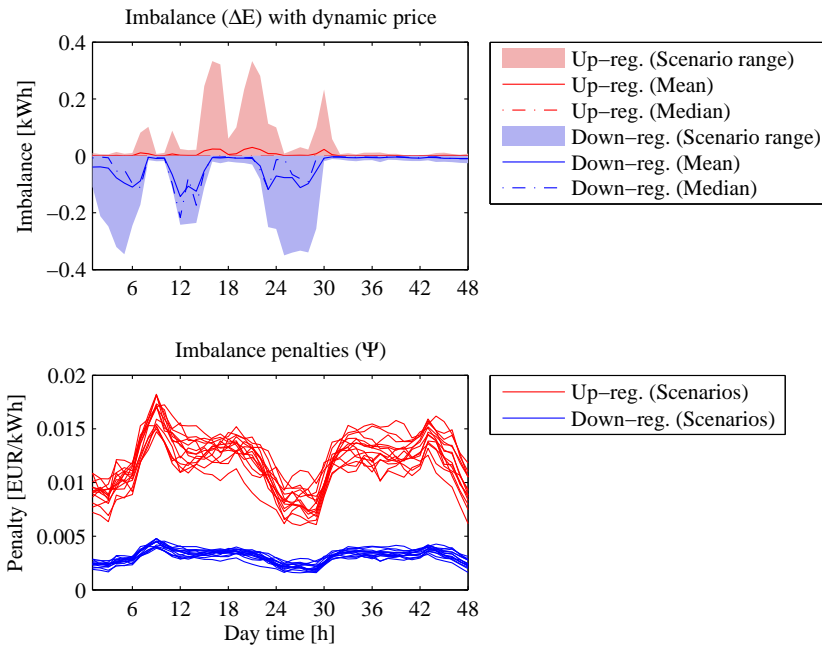 Imbalance (ΔE) with dynamic price
Imbalance [kWh]
0.4
0.2
0
−0.2
−0.4
6 12 18 24 30 36 42 48
Up−reg. (Scenario range)
Up−reg. (Mean)
Up−reg. (Median)
Down−reg. (Scenario range)
Down−reg. (Mean)
Down−reg. (Median)
Imbalance penalties (Ψ)
Penalty [EUR/kWh]
0.02
0.015
0.01
0.005
0
6 12 18 24 30 36 42 48
Day time [h]
Up−reg. (Scenarios)
Down−reg. (Scenarios)